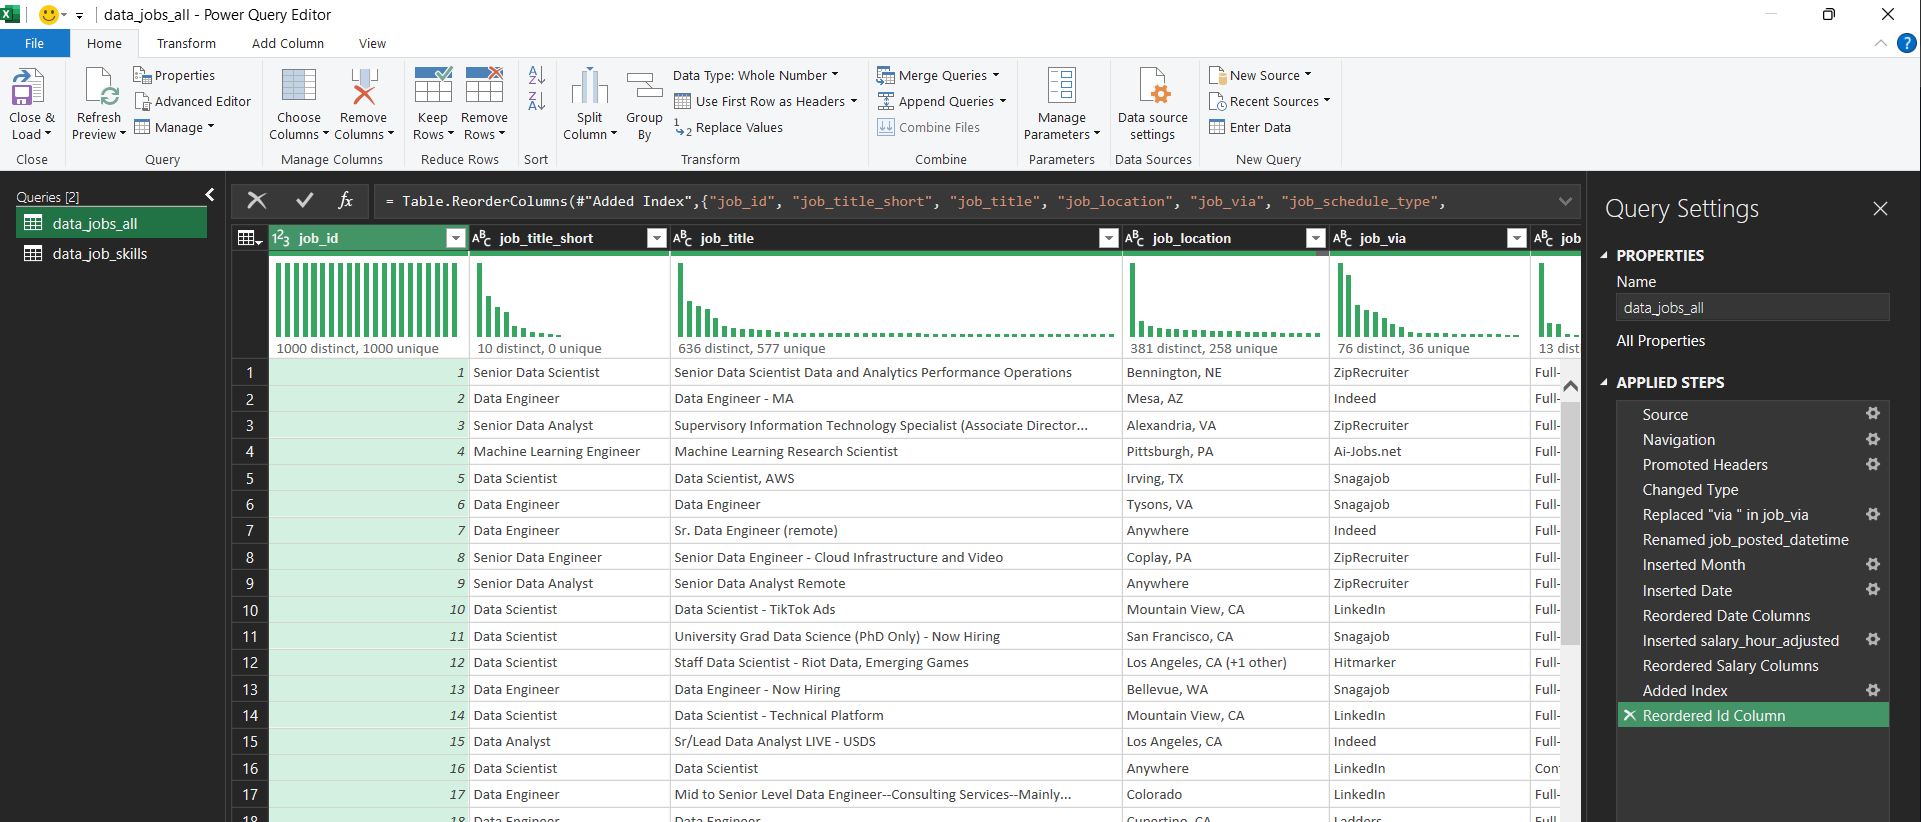 data_jobs_all - Power Query Editor
File Home Transform Add Column View
Close & Load
Close
Refresh Preview
Properties
Advanced Editor
Manage
Query
Choose Columns
Remove Columns
Manage Columns
Keep Rows
Remove Rows
Reduce Rows
Sort
Split Column
Group By
Data Type: Whole Number
Use First Row as Headers
Replace Values
Transform
Merge Queries
Append Queries
Combine Files
Combine
Manage Parameters
Parameters
Data source settings
Data Sources
New Source
Recent Sources
Enter Data
New Query
Queries [2]
data_jobs_all
data_job_skills
fx = Table.ReorderColumns(#"Added Index",{"job_id", "job_title_short", "job_title", "job_location", "job_via", "job_schedule_type",
job_id job_title_short job_title job_location job_via job
1000 distinct, 1000 unique 10 distinct, 0 unique 636 distinct, 577 unique 381 distinct, 258 unique 76 distinct, 36 unique 13 dist
1 1 Senior Data Scientist Senior Data Scientist Data and Analytics Performance Operations Bennington, NE ZipRecruiter Full-
2 2 Data Engineer Data Engineer - MA Mesa, AZ Indeed Full-
3 3 Senior Data Analyst Supervisory Information Technology Specialist (Associate Director... Alexandria, VA ZipRecruiter Full-
4 4 Machine Learning Engineer Machine Learning Research Scientist Pittsburgh, PA Ai-Jobs.net Full-
5 5 Data Scientist Data Scientist, AWS Irving, TX Snagajob Full-
6 6 Data Engineer Data Engineer Tysons, VA Snagajob Full-
7 7 Data Engineer Sr. Data Engineer (remote) Anywhere Indeed Full-
8 8 Senior Data Engineer Senior Data Engineer - Cloud Infrastructure and Video Coplay, PA ZipRecruiter Full-
9 9 Senior Data Analyst Senior Data Analyst Remote Anywhere ZipRecruiter Full-
10 10 Data Scientist Data Scientist - TikTok Ads Mountain View, CA LinkedIn Full-
11 11 Data Scientist University Grad Data Science (PhD Only) - Now Hiring San Francisco, CA Snagajob Full-
12 12 Data Scientist Staff Data Scientist - Riot Data, Emerging Games Los Angeles, CA (+1 other) Hitmarker Full-
13 13 Data Engineer Data Engineer - Now Hiring Bellevue, WA Snagajob Full-
14 14 Data Scientist Data Scientist - Technical Platform Mountain View, CA LinkedIn Full-
15 15 Data Analyst Sr/Lead Data Analyst LIVE - USDS Los Angeles, CA Indeed Full-
16 16 Data Scientist Data Scientist Anywhere LinkedIn Con
17 17 Data Engineer Mid to Senior Level Data Engineer--Consulting Services--Mainly... Colorado LinkedIn Full-
18 18 Data Engineer Data Engineer Cupertino, CA Ladders Full-
Query Settings
PROPERTIES
Name
data_jobs_all
All Properties
APPLIED STEPS
Source
Navigation
Promoted Headers
Changed Type
Replaced "via " in job_via
Renamed job_posted_datetime
Inserted Month
Inserted Date
Reordered Date Columns
Inserted salary_hour_adjusted
Reordered Salary Columns
Added Index
Reordered Id Column